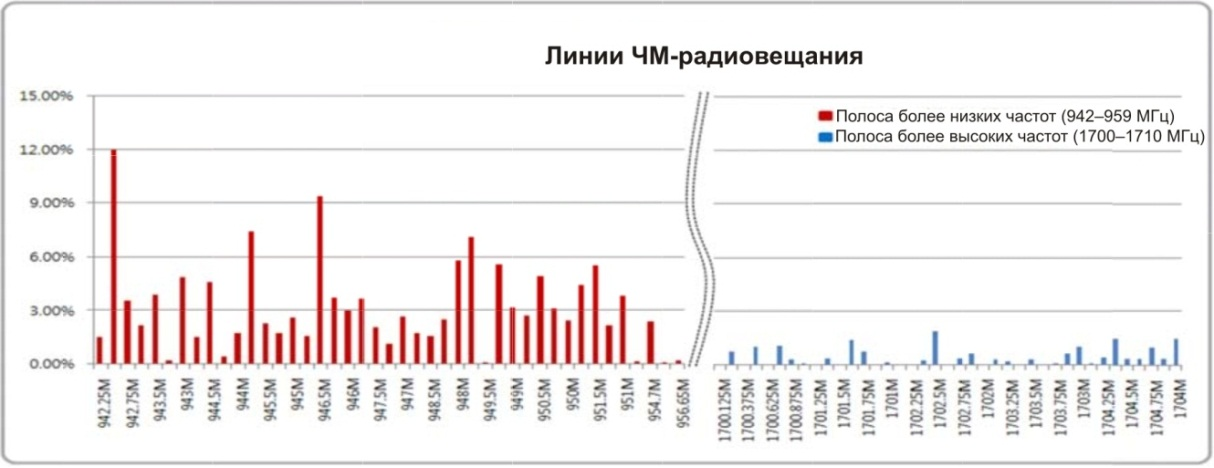 Линии ЧМ-радиовещания
15.00%
12.00%
9.00%
6.00%
3.00%
0.00%
Полоса более низких частот (942–959 МГц)
Полоса более высоких частот (1700–1710 МГц)
942.25M
942.75M
943.5M
943M
944.5M
944M
945.5M
945M
946.5M
946M
947.5M
947M
948.5M
948M
949.5M
949M
950.5M
950M
951.5M
951M
954.7M
956.65M
1700.125M
1700.375M
1700.625M
1700.875M
1701.25M
1701.5M
1701.75M
1701M
1702.25M
1702.5M
1702.75M
1702M
1703.25M
1703.5M
1703.75M
1703M
1704.25M
1704.5M
1704.75M
1704M